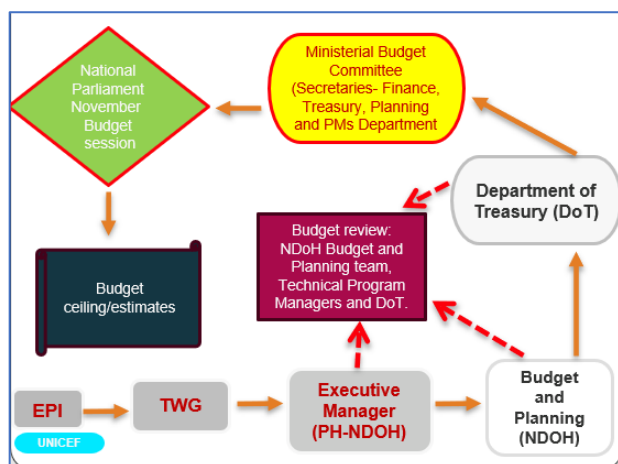 National
Parliament
November
Budget
session
Ministerial Budget
Committee
(Secretaries- Finance,
Treasury, Planning
and PMs Department
Department of
Treasury (DoT)
Budget review:
NDoH Budget and
Planning team,
Technical Program
Managers and DoT.
Budget
ceiling/estimates
EPI
UNICEF
TWG
Executive
Manager
(PH-NDOH)
Budget
and
Planning
(NDOH)